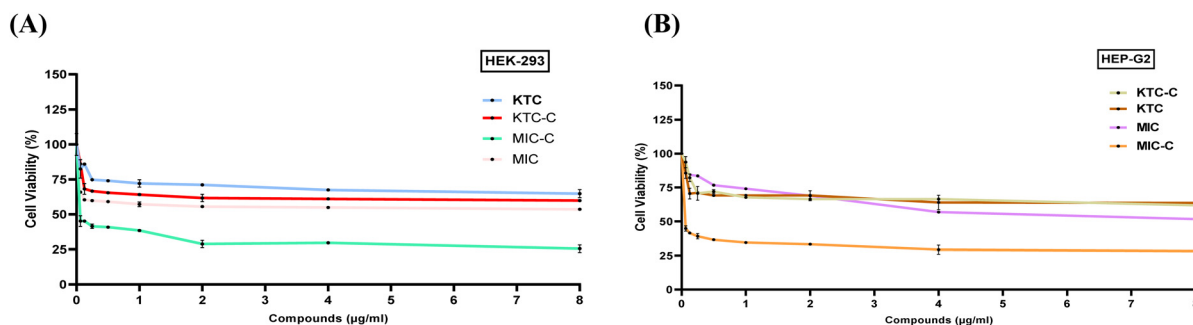 (A)
HEK-293
150
125
100
75
50
25
0
Cell Viability (%)
0 1 2 3 4 5 6 7 8
Compounds (μg/ml)
KTC
KTC-C
MIC-C
MIC
(B)
HEP-G2
150
125
100
75
50
25
0
Cell Viability (%)
0 1 2 3 4 5 6 7
Compounds (μg/ml)
KTC-C
KTC
MIC
MIC-C